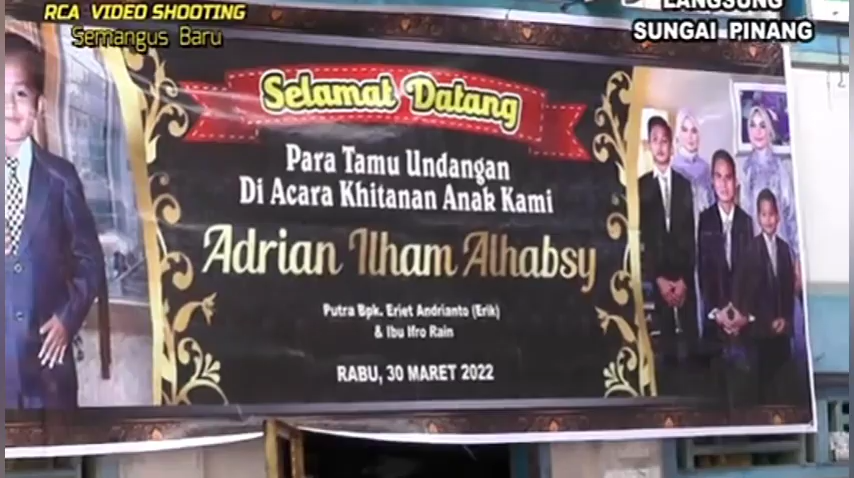 RCA VIDEO SHOOTING
Semangus Baru
LANGSUNG
SUNGAI PINANG
Selamat Datang
Para Tamu Undangan
Di Acara Khitanan Anak Kami
Adrian Ilham Alhabsy
Putra Bpk. Eriet Andrianto (Erik)
& Ibu Ifro Rain
RABU, 30 MARET 2022